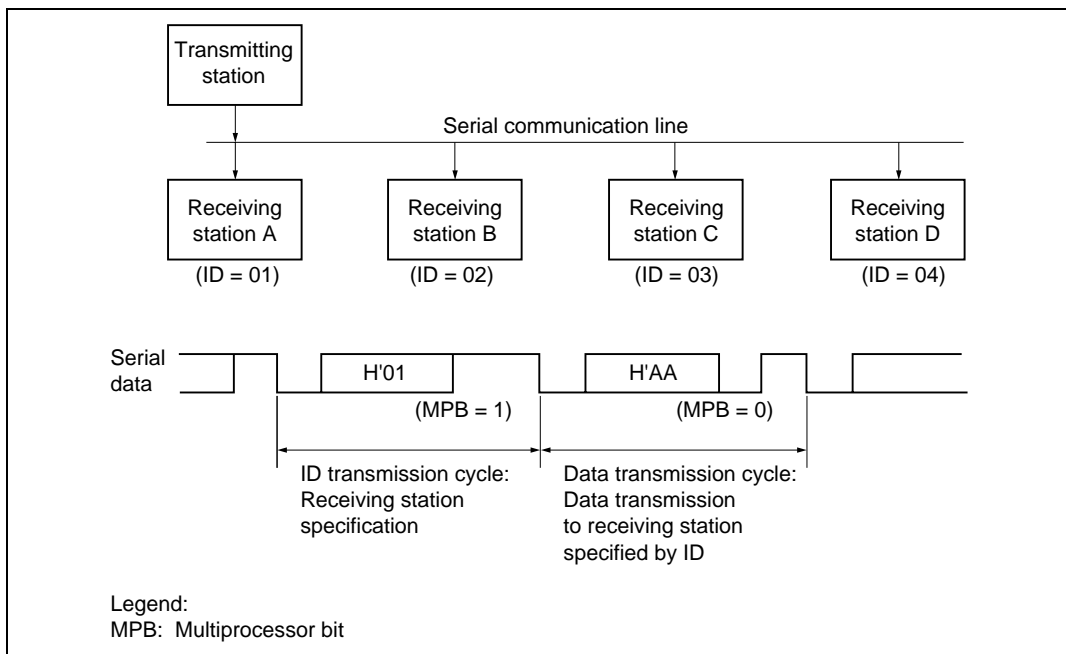 Transmitting
station
Serial communication line
Receiving
station A
Receiving
station B
Receiving
station C
Receiving
station D
(ID = 01)
(ID = 02)
(ID = 03)
(ID = 04)
Serial
data
H'01
H'AA
(MPB = 1)
(MPB = 0)
ID transmission cycle:
Receiving station
specification
Data transmission cycle:
Data transmission
to receiving station
specified by ID
Legend:
MPB: Multiprocessor bit